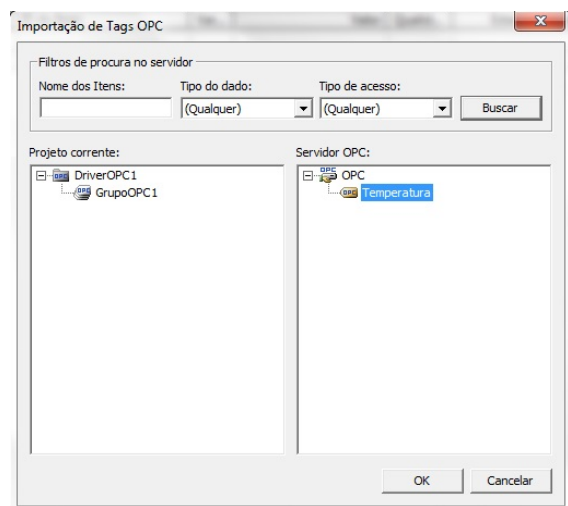 Importação de Tags OPC
Filtros de procura no servidor
Nome dos Itens: Tipo do dado: Tipo de acesso:
(Qualquer) (Qualquer) Buscar
Projeto corrente: Servidor OPC:
DriverOPC1 OPC
GrupoOPC1 Temperatura
OK Cancelar